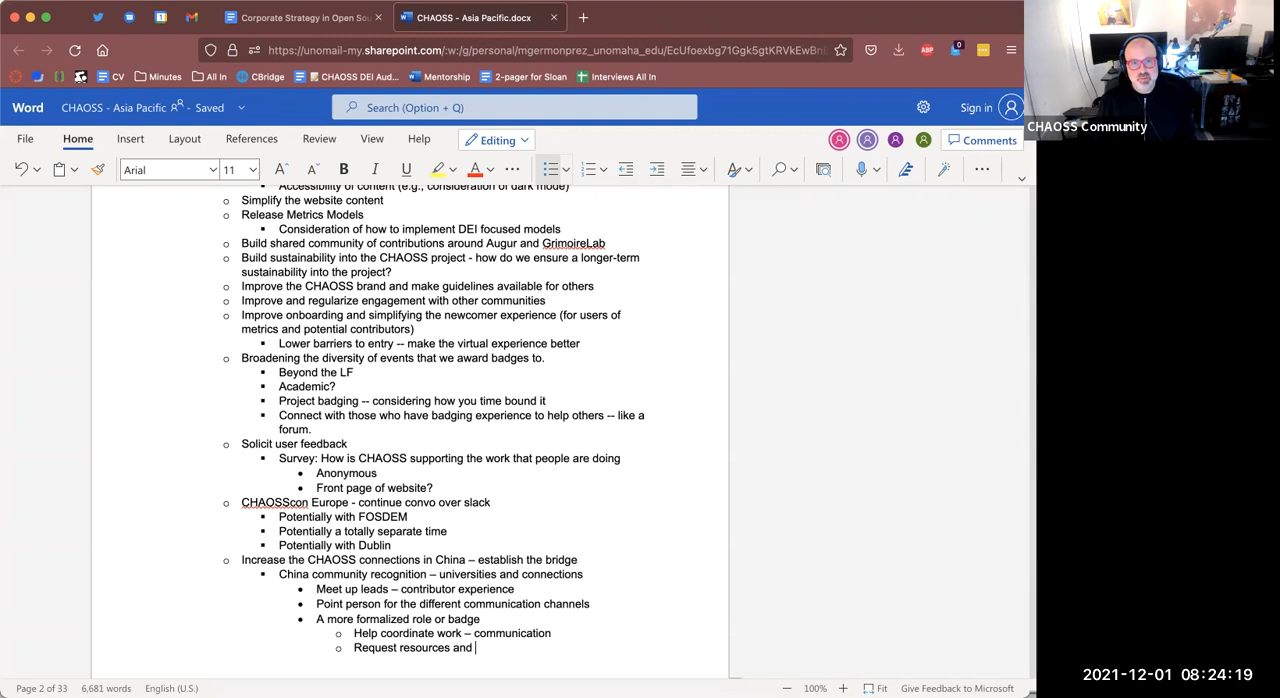 Corporate Strategy in Open Sou
CHAOSS - Asia Pacific.docx
https://unomail-my.sharepoint.com/:w:/g/personal/mgermonprez_unomaha_edu/EcUfoexbg71Ggk5gtKRVkEwBn
ABP
0
CV
Minutes
All In
CBridge
CHAOSS DEI Aud...
Mentorship
2-pager for Sloan
Interviews All In
Word
CHAOSS - Asia Pacific - Saved
Search (Option + Q)
Sign in
CHAOSS Community
File
Home
Insert
Layout
References
Review
View
Help
Editing
Comments
Arial
11
Accessibility of content (e.g., consideration of dark mode)
Simplify the website content
Release Metrics Models
Consideration of how to implement DEI focused models
Build shared community of contributions around Augur and GrimoireLab
Build sustainability into the CHAOSS project - how do we ensure a longer-term
sustainability into the project?
Improve the CHAOSS brand and make guidelines available for others
Improve and regularize engagement with other communities
Improve onboarding and simplifying the newcomer experience (for users of
metrics and potential contributors)
Lower barriers to entry -- make the virtual experience better
Broadening the diversity of events that we award badges to.
Beyond the LF
Academic?
Project badging -- considering how you time bound it
Connect with those who have badging experience to help others -- like a
forum.
Solicit user feedback
Survey: How is CHAOSS supporting the work that people are doing
Anonymous
Front page of website?
CHAOSScon Europe - continue convo over slack
Potentially with FOSDEM
Potentially a totally separate time
Potentially with Dublin
Increase the CHAOSS connections in China – establish the bridge
China community recognition – universities and connections
Meet up leads – contributor experience
Point person for the different communication channels
A more formalized role or badge
Help coordinate work – communication
Request resources and
Page 2 of 33
6,681 words
English (U.S.)
100%
Fit
Give Feedback to Microsoft
2021-12-01 08:24:19